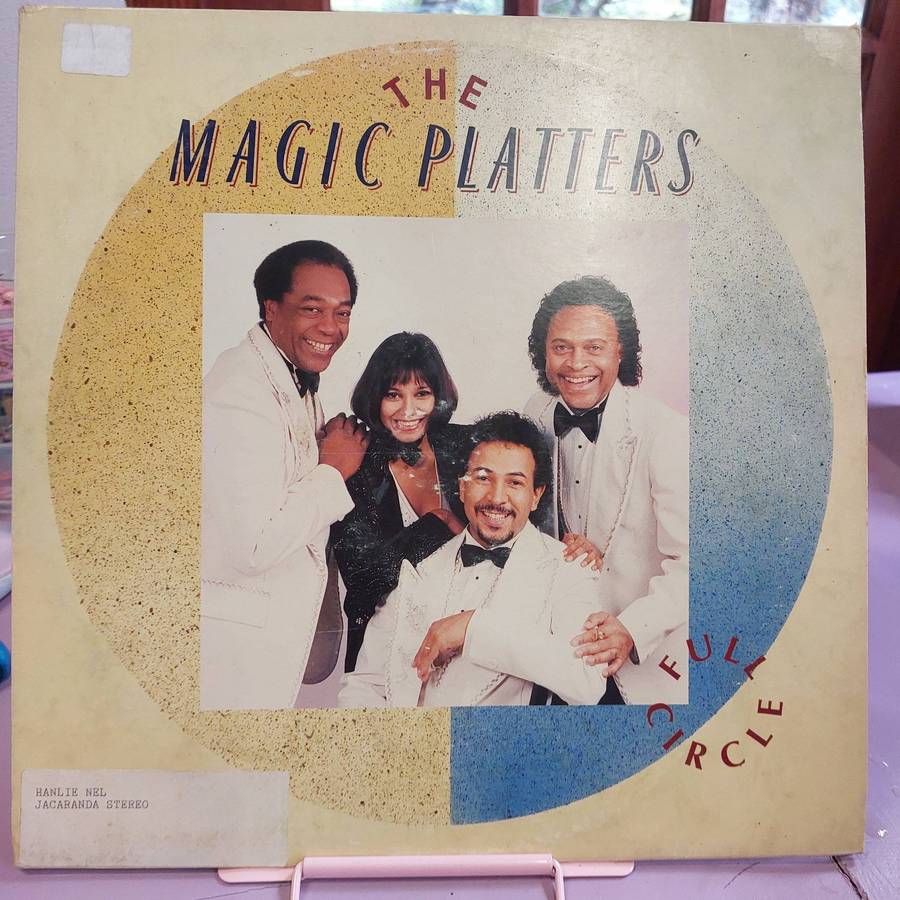 THE
MAGIC PLATTERS
FULL
CIRCLE
HANLIE NEL
JACARANDA STEREO